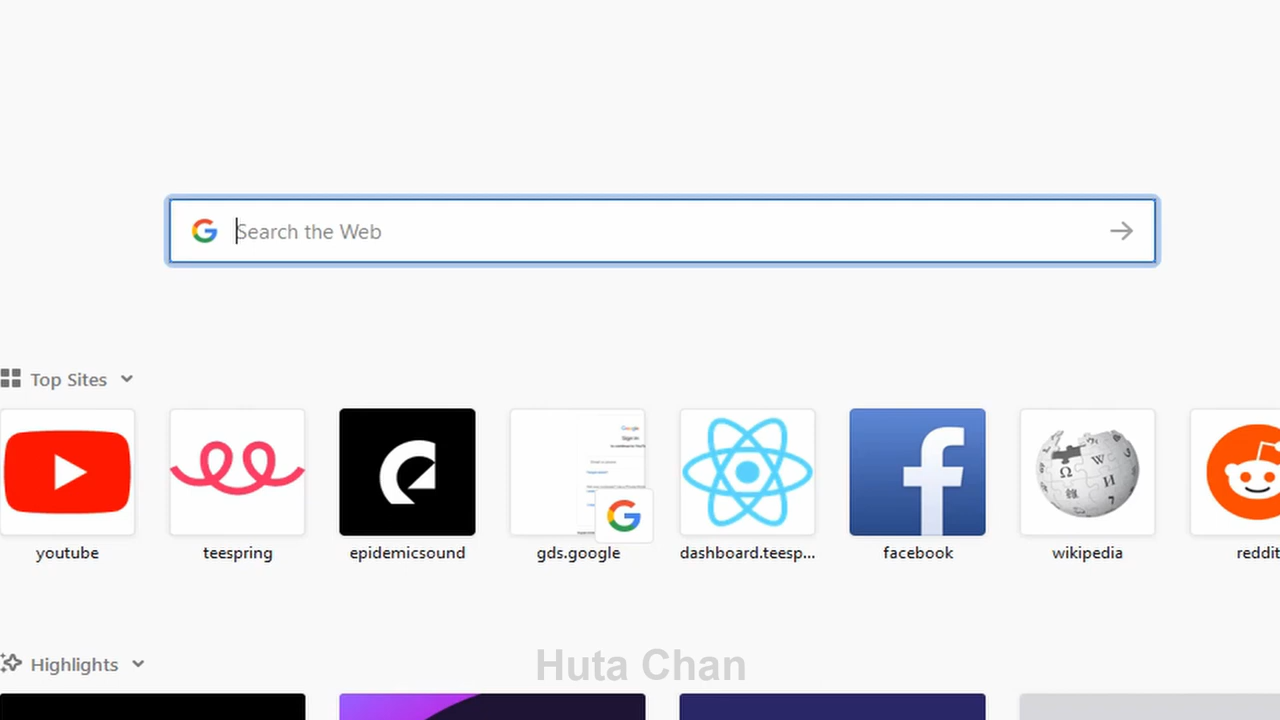 Search the Web
Top Sites
youtube
teespring
epidemicsound
gds.google
dashboard.teesp...
facebook
wikipedia
reddit
Highlights
Huta Chan